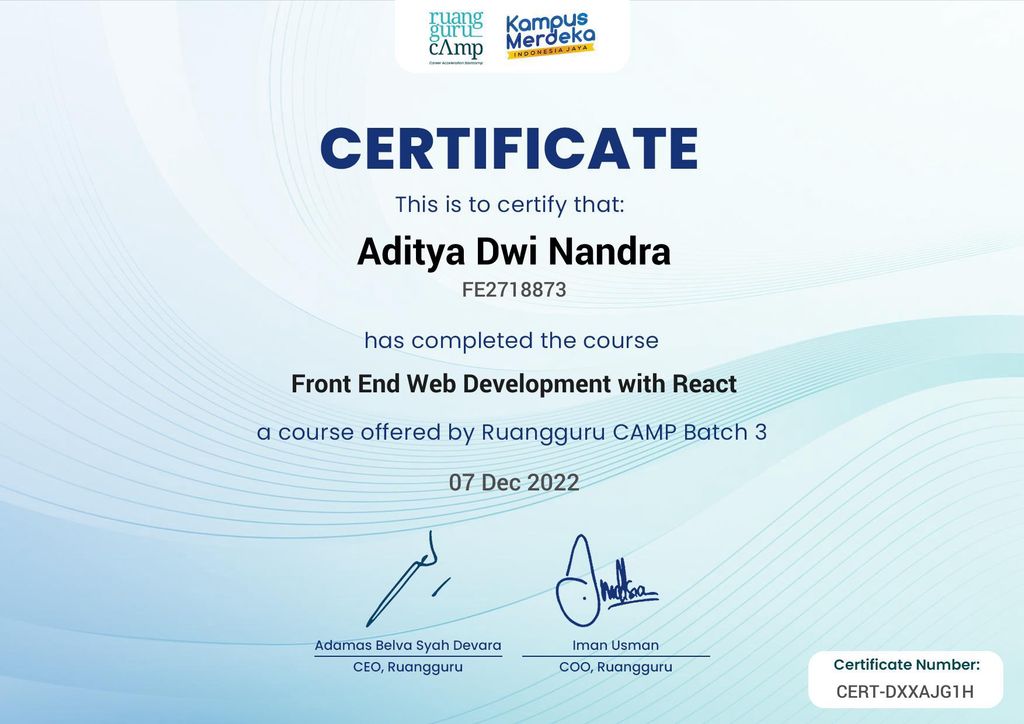 ruang
guru
cAmp
Career Acceleration Bootcamp
Kampus
Merdeka
INDONESIA JAYA
CERTIFICATE
This is to certify that:
Aditya Dwi Nandra
FE2718873
has completed the course
Front End Web Development with React
a course offered by Ruangguru CAMP Batch 3
07 Dec 2022
Adamas Belva Syah Devara
CEO, Ruangguru
Iman Usman
COO, Ruangguru
Certificate Number:
CERT-DXXAJG1H